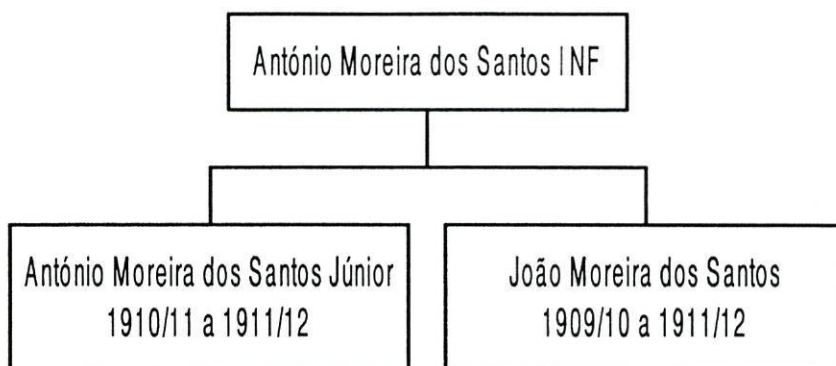 António Moreira dos Santos INF
António Moreira dos Santos Júnior
1910/11 a 1911/12
João Moreira dos Santos
1909/10 a 1911/12